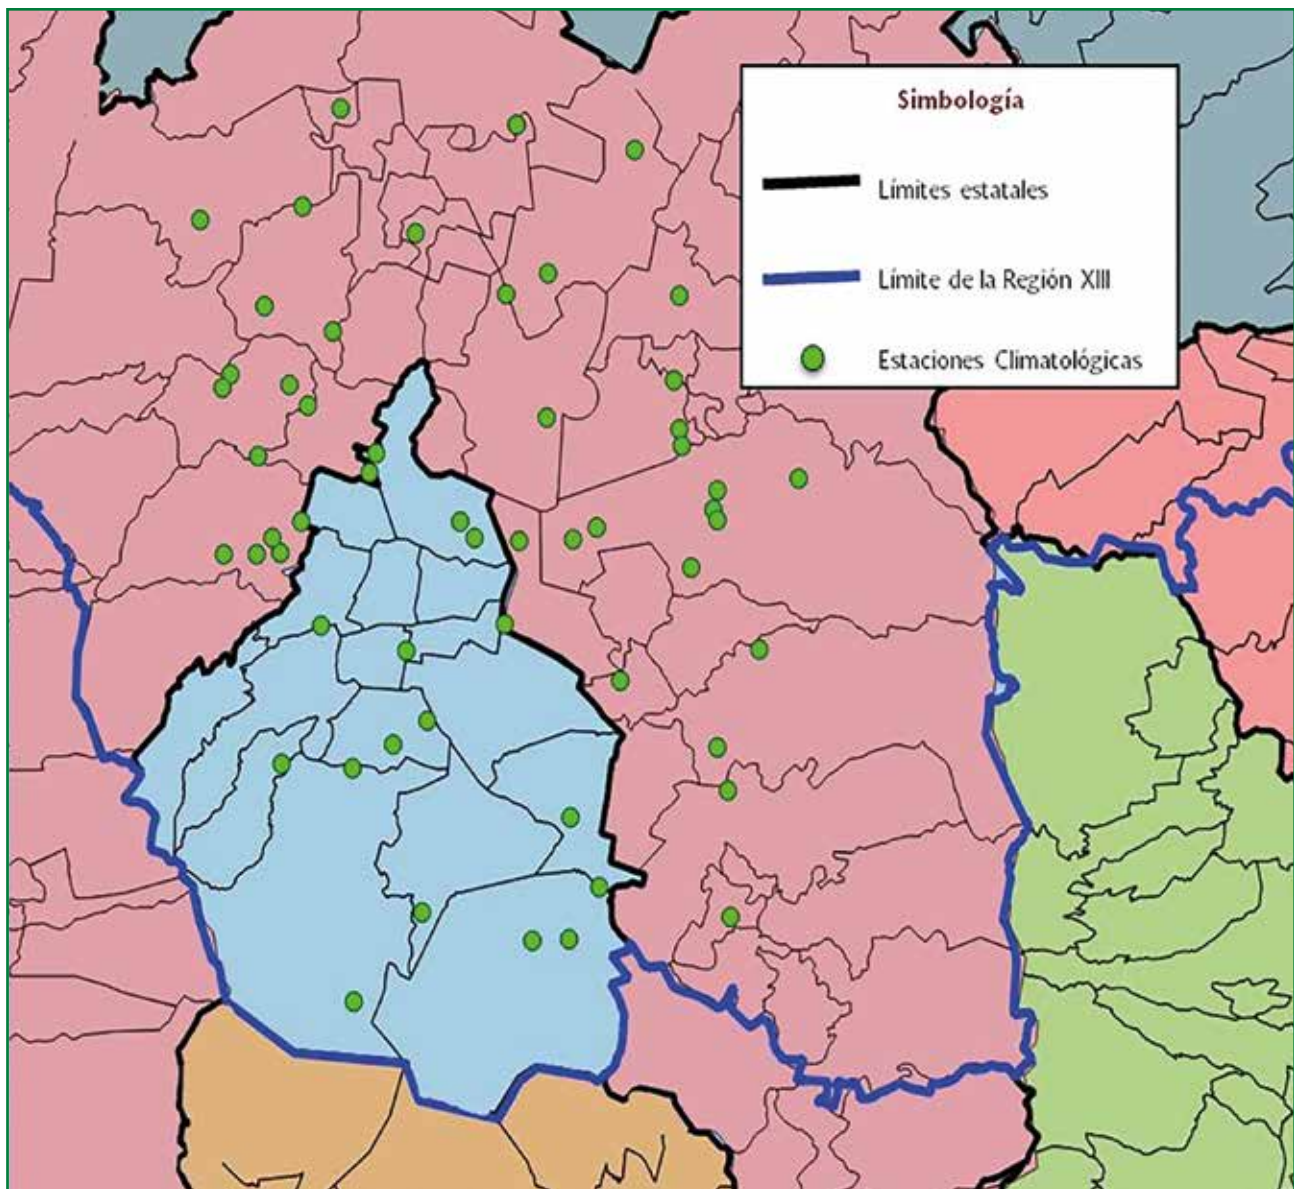 Simbología
Límites estatales
Límite de la Región XIII
Estaciones Climatológicas